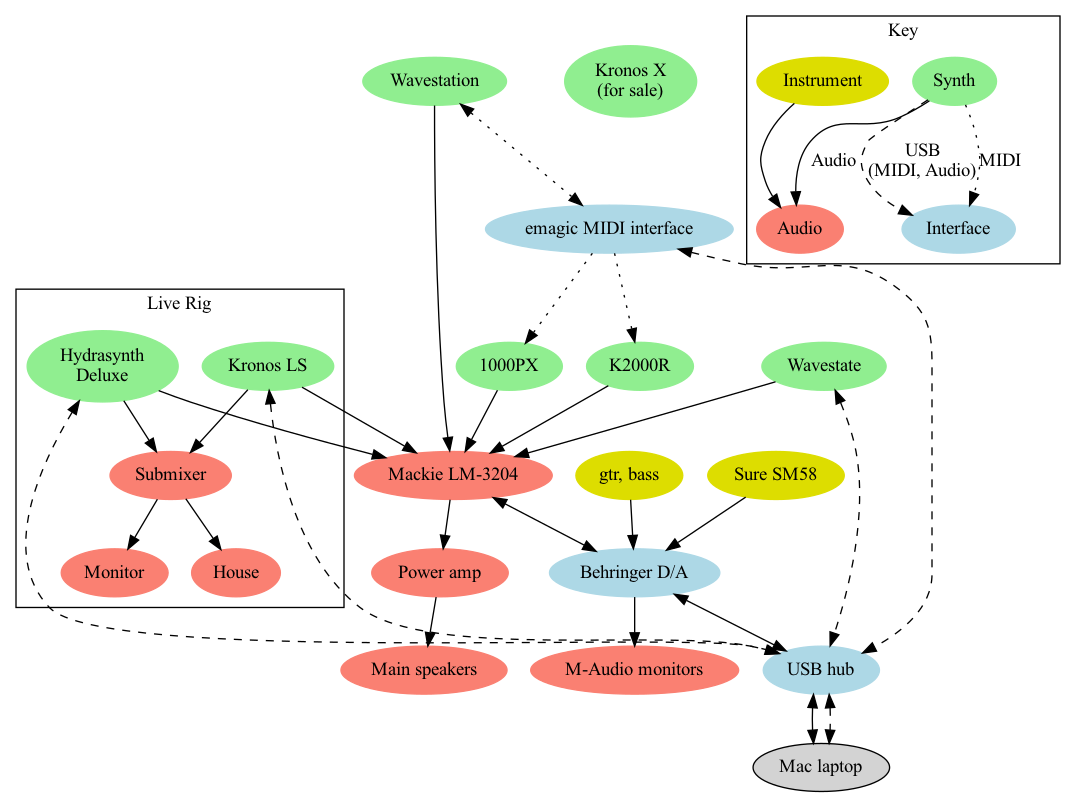 Key
Wavestation
Kronos X
(for sale)
Instrument
Synth
Audio
USB
(MIDI, Audio)
MIDI
emagic MIDI interface
Audio
Interface
Live Rig
Hydrasynth
Deluxe
Kronos LS
1000PX
K2000R
Wavestate
Submixer
Mackie LM-3204
gtr, bass
Sure SM58
Monitor
House
Power amp
Behringer D/A
Main speakers
M-Audio monitors
USB hub
Mac laptop